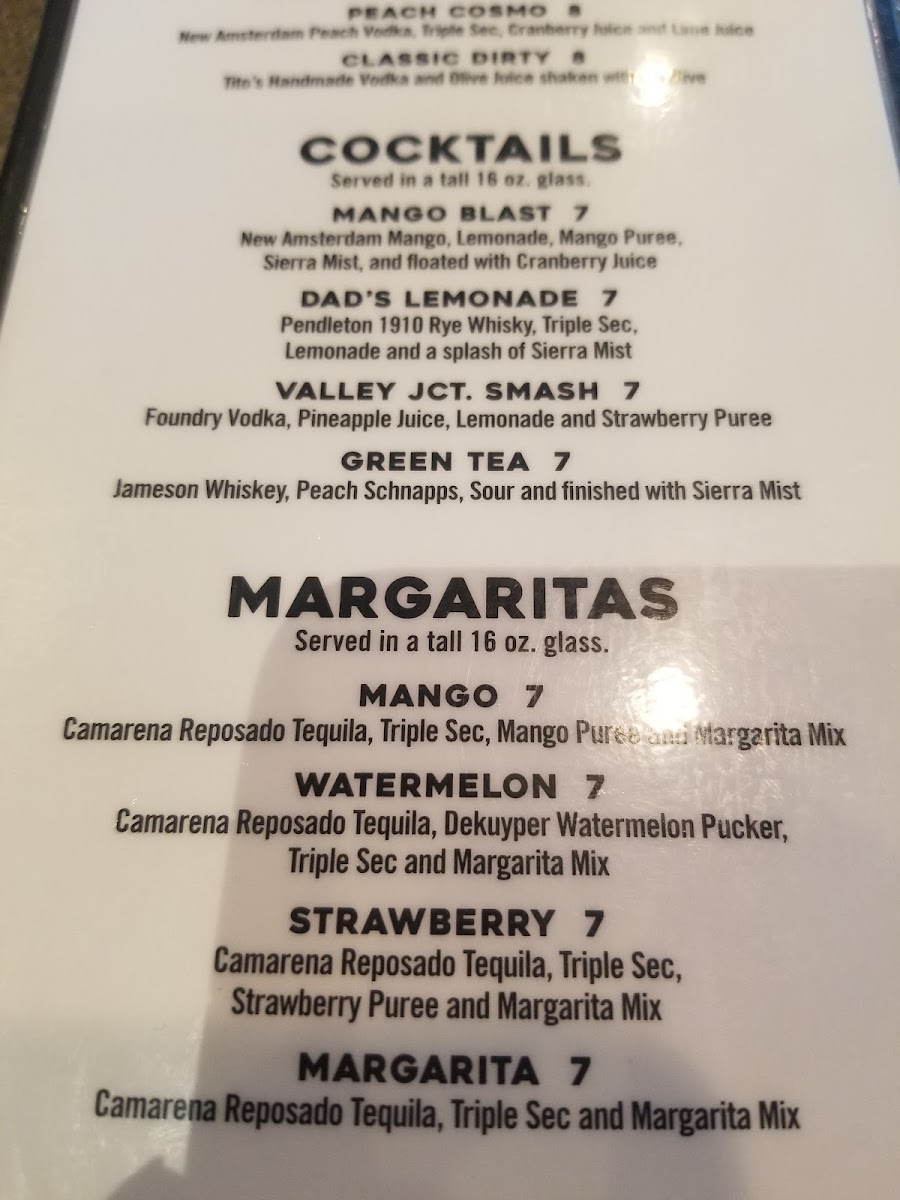 PEACH COSMO 8
New Amsterdam Peach Vodka, Triple Sec, Cranberry Juice and Lime Juice
CLASSIC DIRTY 8
Tito's Handmade Vodka and Olive Juice shaken with
COCKTAILS
Served in a tall 16 oz. glass.
MANGO BLAST 7
New Amsterdam Mango, Lemonade, Mango Puree,
Sierra Mist, and floated with Cranberry Juice
DAD'S LEMONADE 7
Pendleton 1910 Rye Whisky, Triple Sec,
Lemonade and a splash of Sierra Mist
VALLEY JCT. SMASH 7
Foundry Vodka, Pineapple Juice, Lemonade and Strawberry Puree
GREEN TEA 7
Jameson Whiskey, Peach Schnapps, Sour and finished with Sierra Mist
MARGARITAS
Served in a tall 16 oz. glass.
MANGO 7
Camarena Reposado Tequila, Triple Sec, Mango Puree and Margarita Mix
WATERMELON 7
Camarena Reposado Tequila, Dekuyper Watermelon Pucker,
Triple Sec and Margarita Mix
STRAWBERRY 7
Camarena Reposado Tequila, Triple Sec,
Strawberry Puree and Margarita Mix
MARGARITA 7
Camarena Reposado Tequila, Triple Sec and Margarita Mix